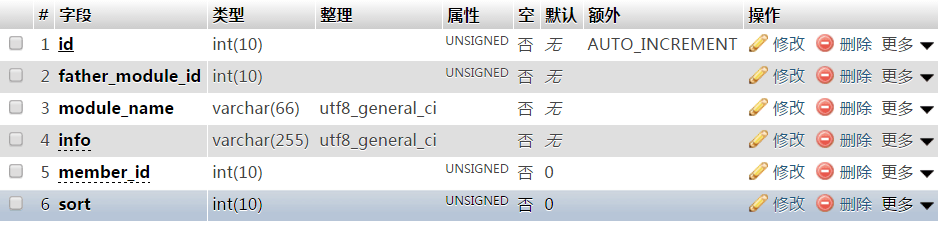 # 字段 类型 整理 属性 空 默认 额外 操作
1 id int(10) UNSIGNED 否 无 AUTO_INCREMENT 修改 删除 更多
2 father_module_id int(10) 否 无 修改 删除 更多
3 module_name varchar(66) utf8_general_ci 否 无 修改 删除 更多
4 info varchar(255) utf8_general_ci 否 无 修改 删除 更多
5 member_id int(10) UNSIGNED 否 0 修改 删除 更多
6 sort int(10) UNSIGNED 否 0 修改 删除 更多